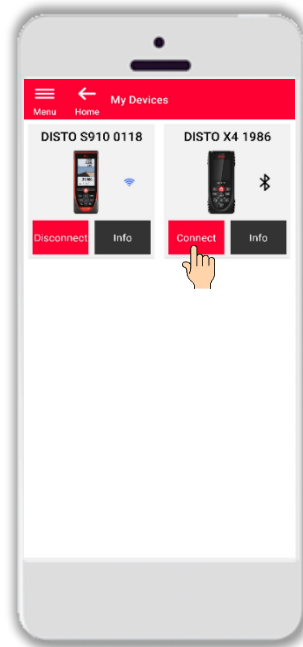 My Devices
Menu Home
DISTO S910 0118
DISTO X4 1986
Disconnect Info
Connect Info